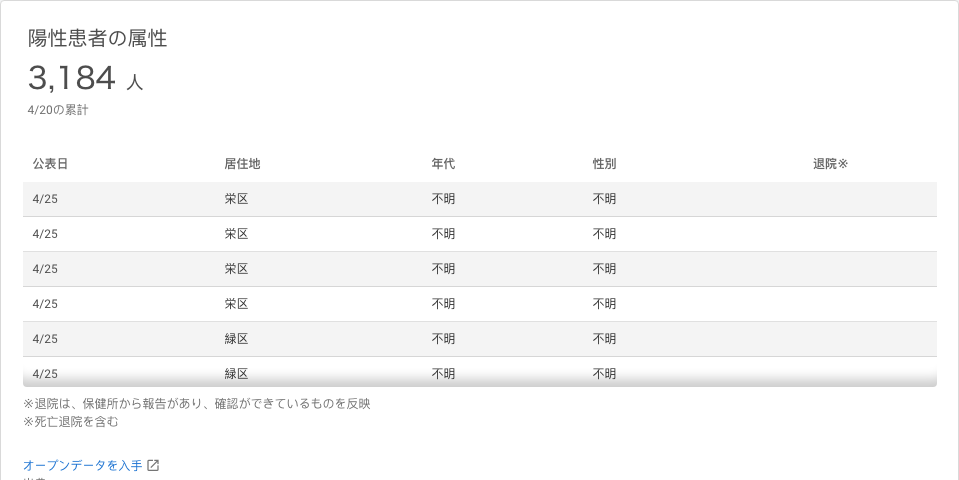 陽性患者の属性
3,184 人
4/20の累計
公表日 居住地 年代 性別 退院※
4/25 栄区 不明 不明
4/25 栄区 不明 不明
4/25 栄区 不明 不明
4/25 栄区 不明 不明
4/25 緑区 不明 不明
4/25 緑区 不明 不明
※退院は、保健所から報告があり、確認ができているものを反映
※死亡退院を含む
オープンデータを入手